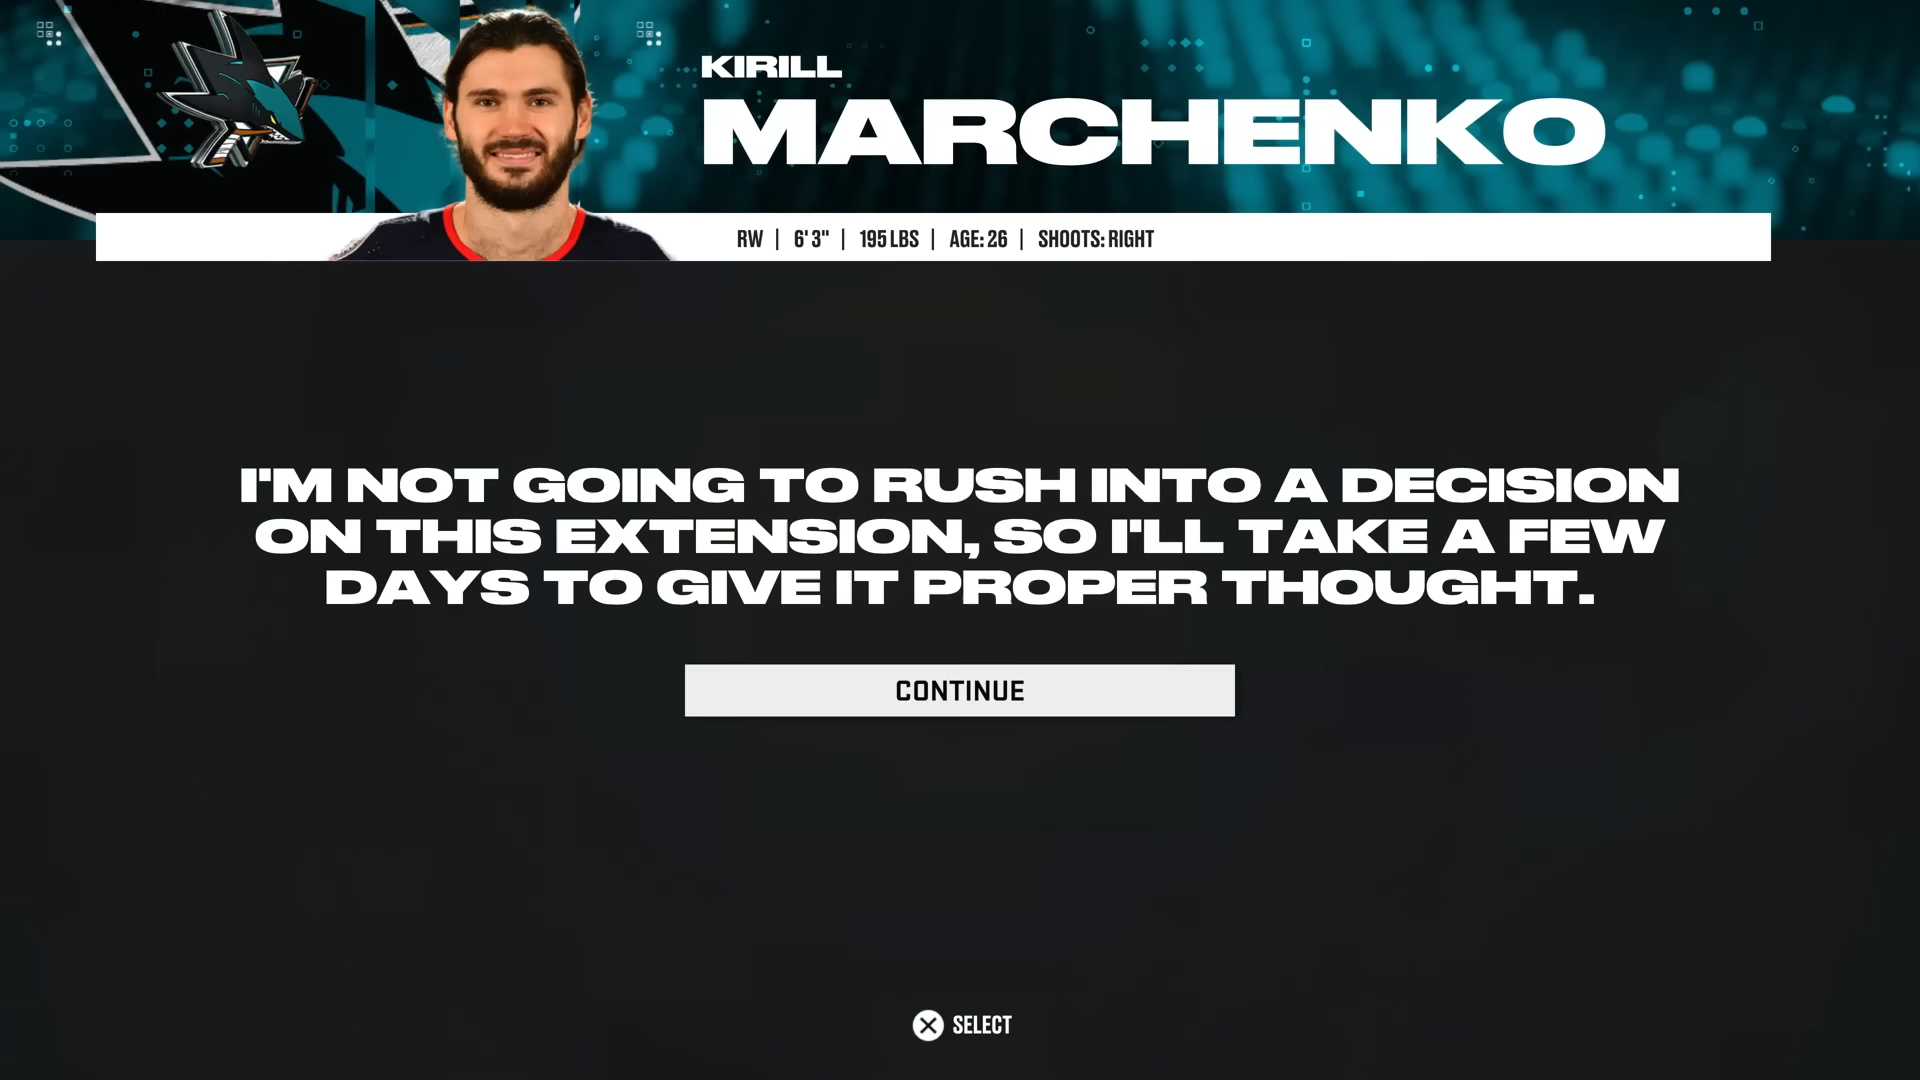 KIRILL
MARCHENKO
RW | 6' 3" | 195 LBS | AGE: 26 | SHOOTS: RIGHT
I'M NOT GOING TO RUSH INTO A DECISION
ON THIS EXTENSION, SO I'LL TAKE A FEW
DAYS TO GIVE IT PROPER THOUGHT.
CONTINUE
SELECT